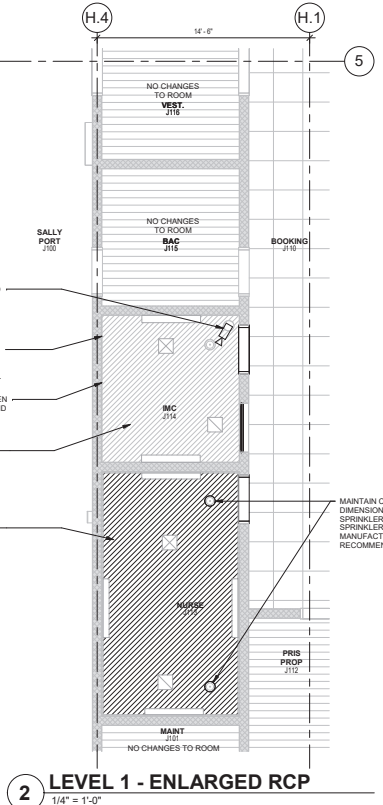 H.4
H.1
14' - 6"
5
NO CHANGES
TO ROOM
VEST.
J116
NO CHANGES
TO ROOM
SALLY
PORT
J100
BAC
J115
BOOKING
J110
EN
D
IMC
J114
MAINTAIN C
DIMENSION
SPRINKLER
SPRINKLER
MANUFACT
RECOMMEN
NURSE
J113
PRIS
PROP
J112
MAINT
J101
NO CHANGES TO ROOM
2
LEVEL 1 - ENLARGED RCP
1/4" = 1'-0"